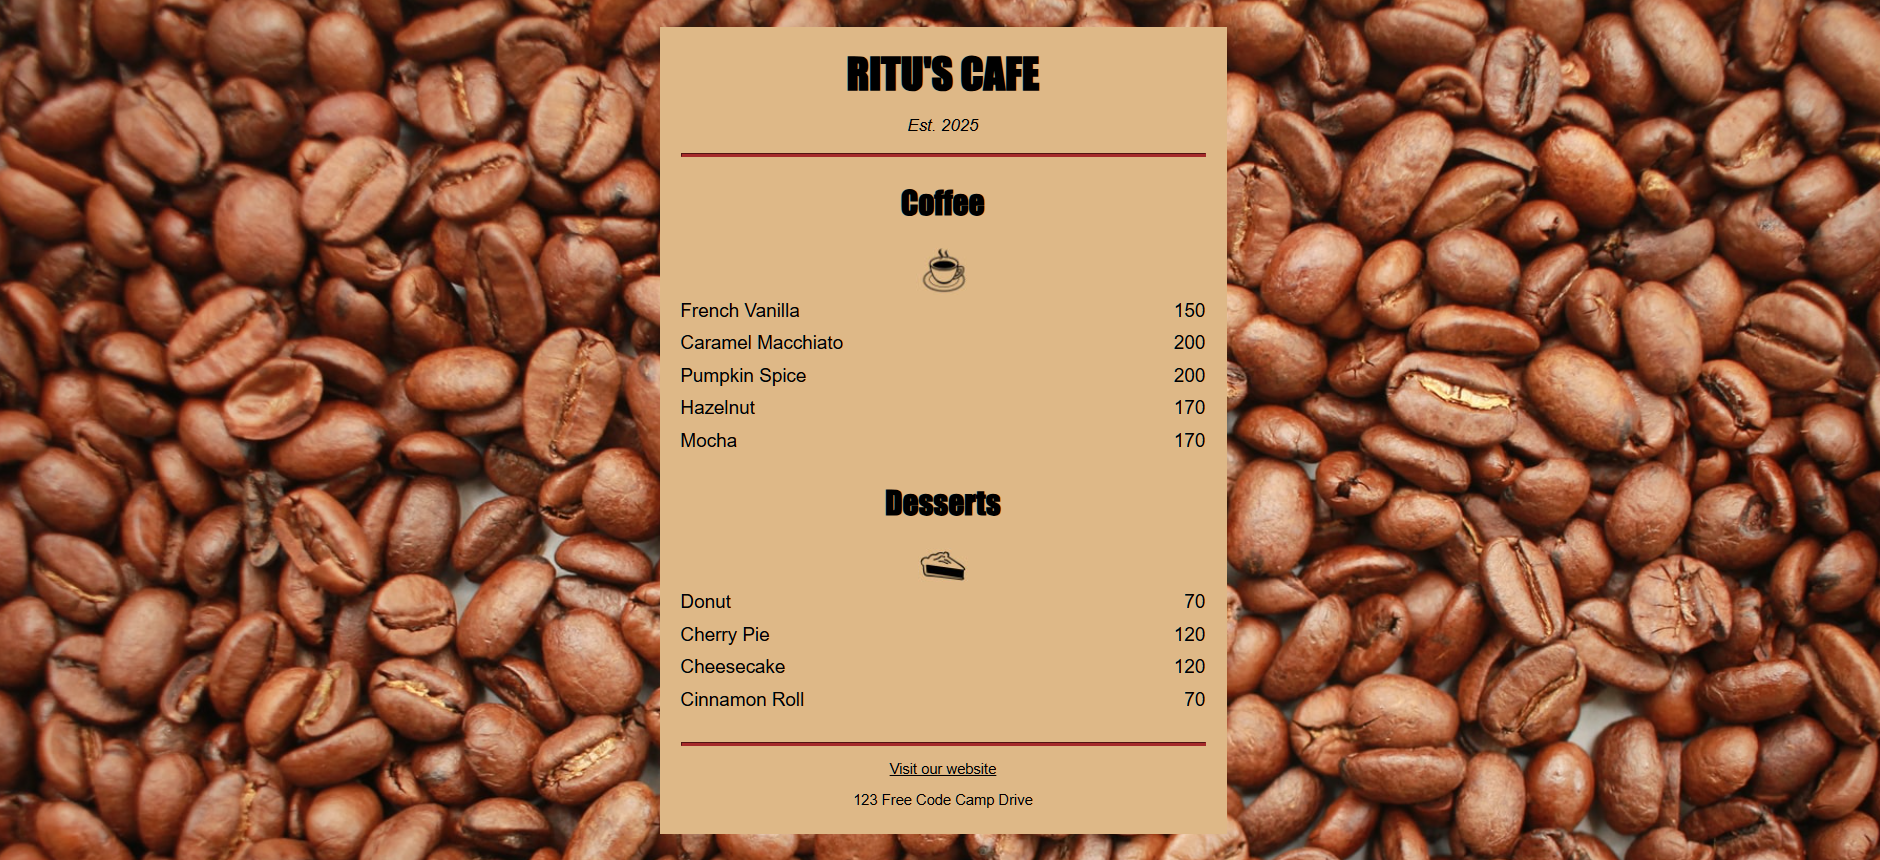 RITU'S CAFE
Est. 2025
Coffee
French Vanilla 150
Caramel Macchiato 200
Pumpkin Spice 200
Hazelnut 170
Mocha 170
Desserts
Donut 70
Cherry Pie 120
Cheesecake 120
Cinnamon Roll 70
Visit our website
123 Free Code Camp Drive